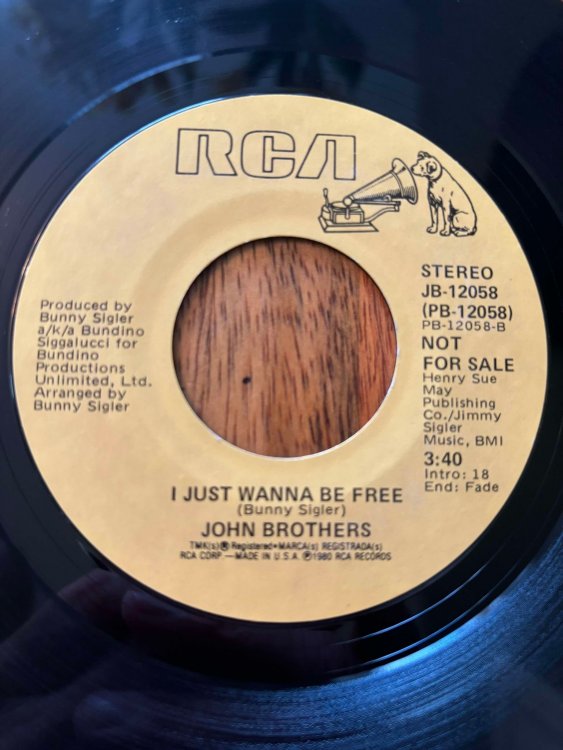 RCA
STEREO
JB-12058
(PB-12058)
PB-12058-B
NOT
FOR SALE
Henry Sue
May
Publishing
Co./Jimmy
Sigler
Music, BMI
3:40
Intro: 18
End: Fade
Produced by
Bunny Sigler
a/k/a Bundino
Siggalucci for
Bundino
Productions
Unlimited, Ltd.
Arranged by
Bunny Sigler
I JUST WANNA BE FREE
(Bunny Sigler)
JOHN BROTHERS
TMK(s) ® Registered • MARCA(s) REGISTRADA(s)
RCA CORP.—MADE IN U.S.A. ℗1980 RCA RECORDS